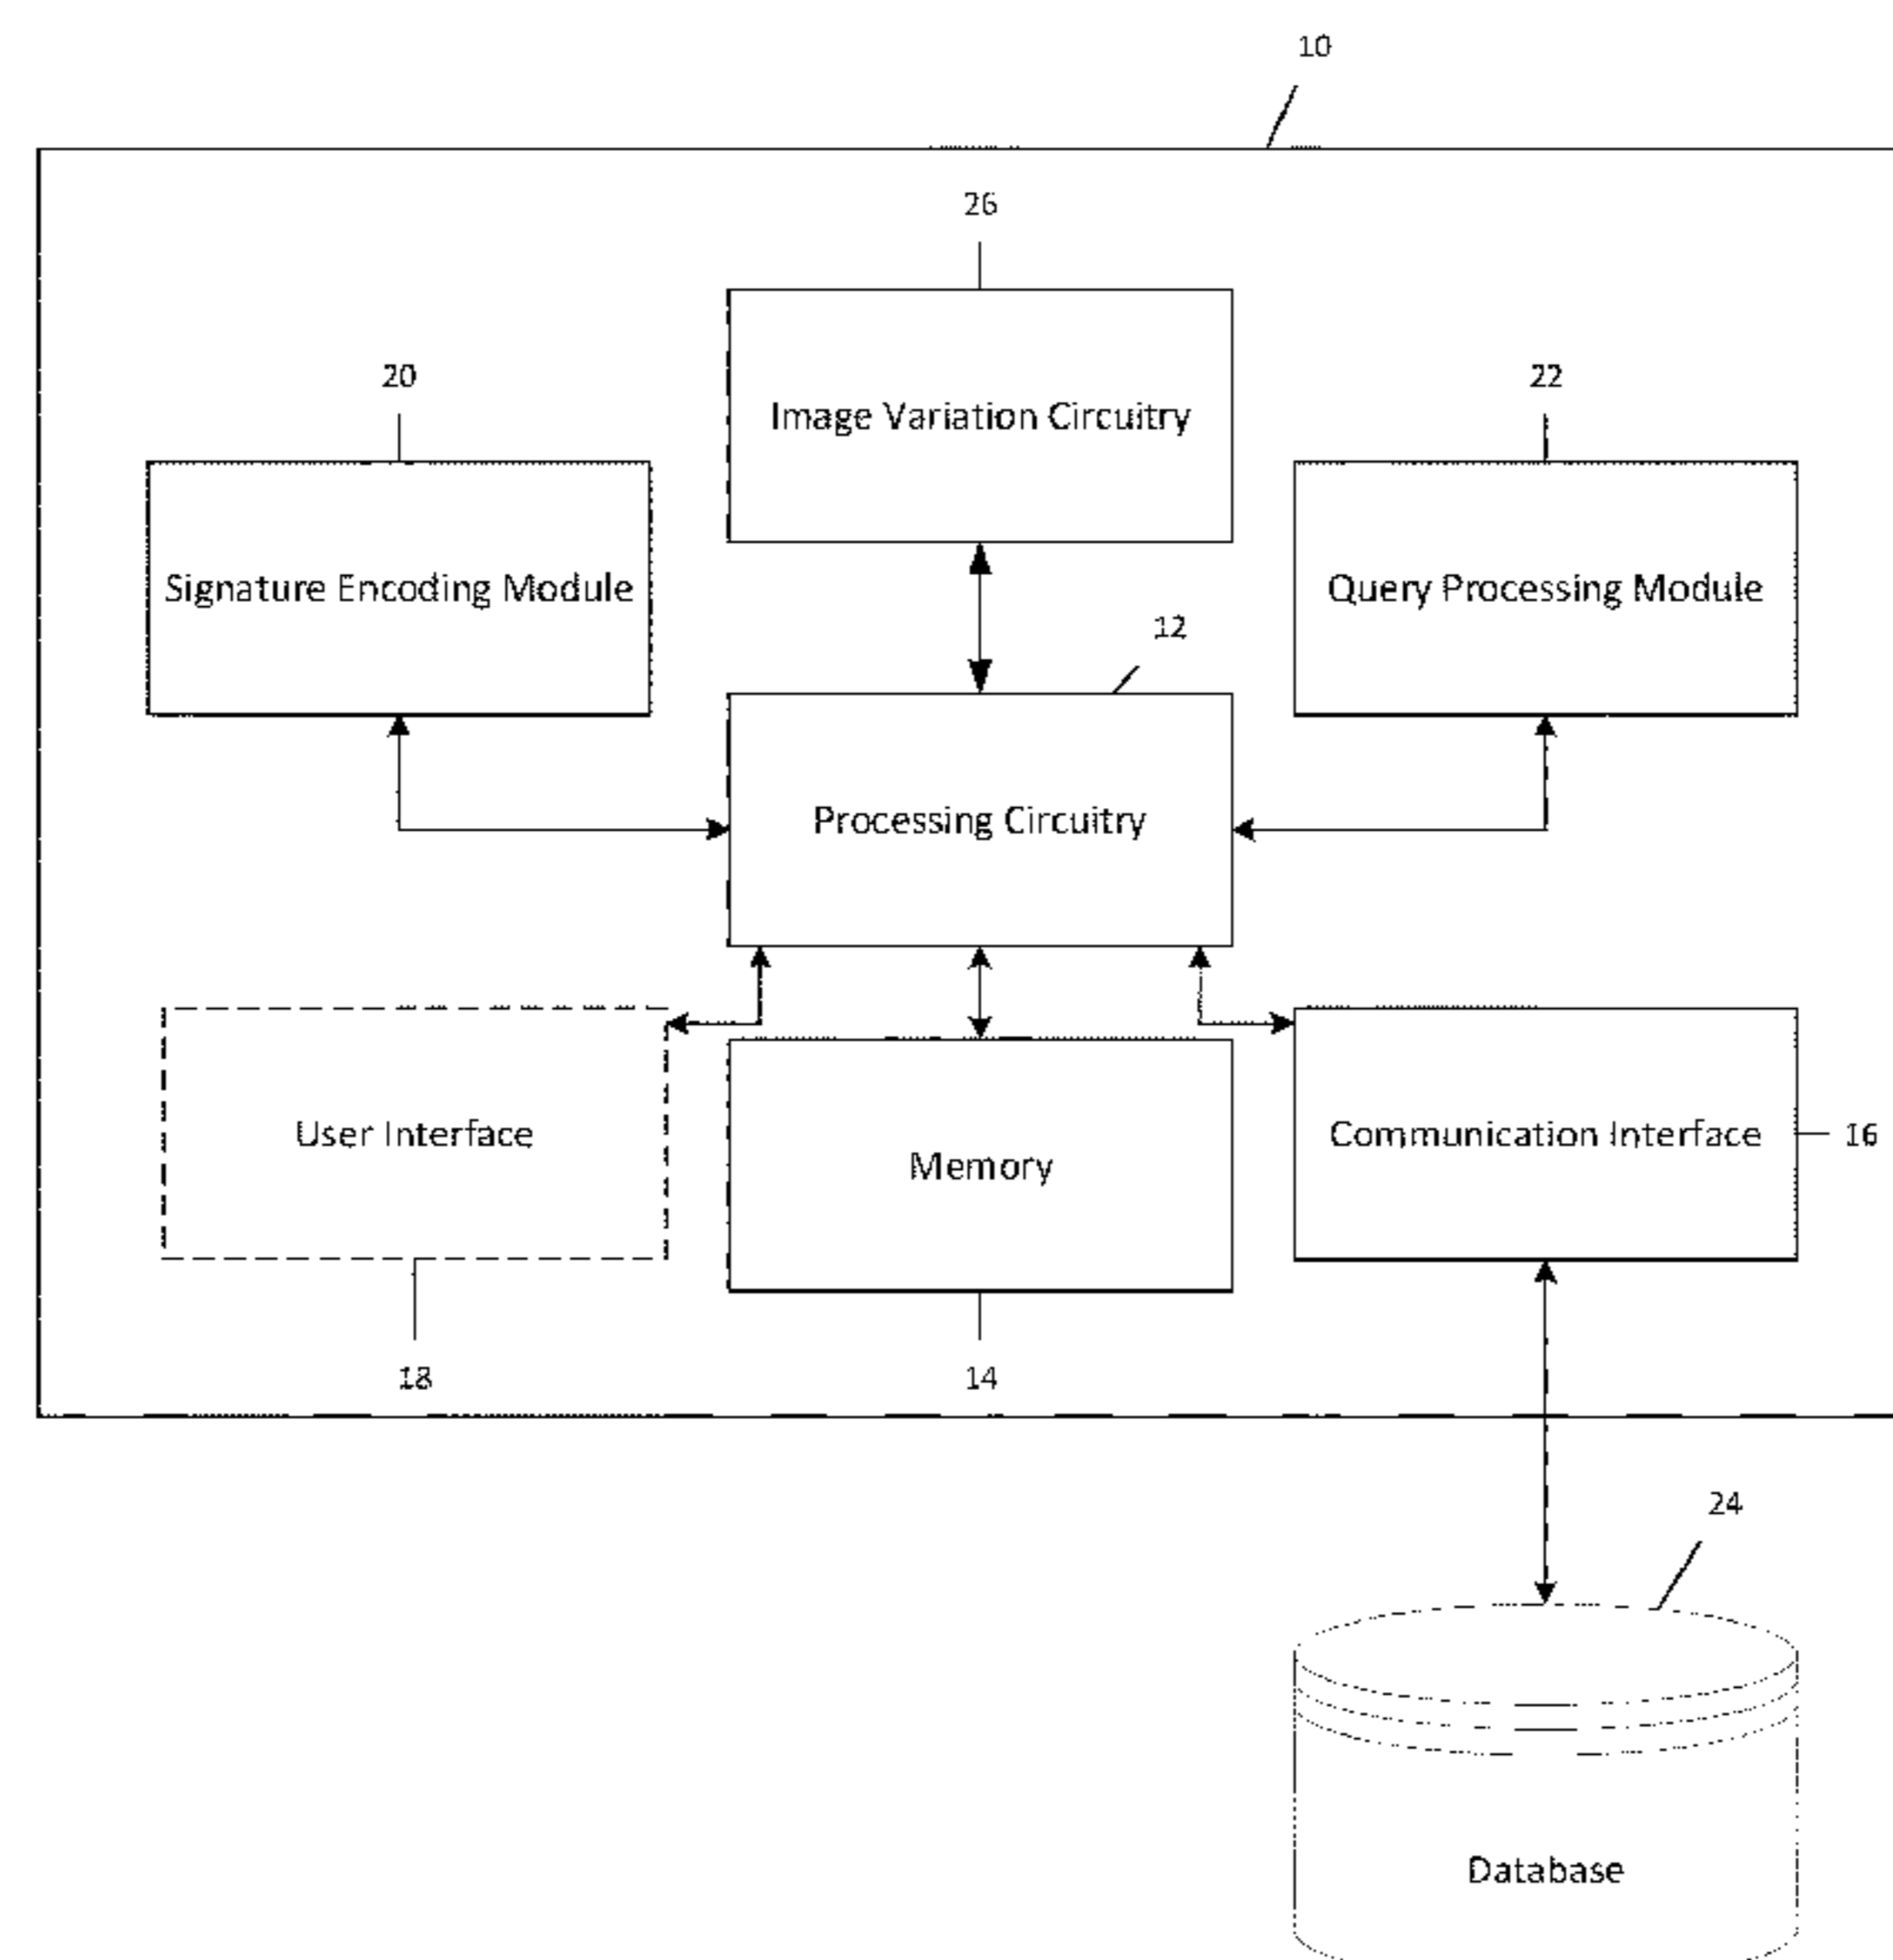 10
26
20
22
Image Variation Circuitry
Signature Encoding Module
Query Processing Module
12
Processing Circuitry
User Interface
Communication Interface
16
Memory
18
14
24
Database